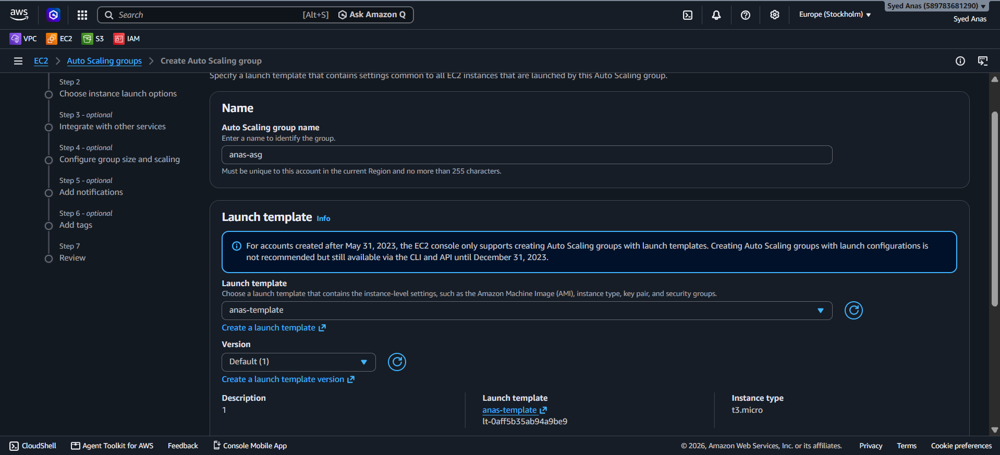 aws
Search [Alt+S] Ask Amazon Q
Europe (Stockholm)
Syed Anas (589783681290)
Syed Anas
VPC EC2 S3 IAM
EC2 Auto Scaling groups Create Auto Scaling group
Step 2
Choose instance launch options
Step 3 - optional
Integrate with other services
Step 4 - optional
Configure group size and scaling
Step 5 - optional
Add notifications
Step 6 - optional
Add tags
Step 7
Review
Specify a launch template that contains settings common to all EC2 instances that are launched by this Auto Scaling group.
Name
Auto Scaling group name
Enter a name to identify the group.
anas-asg
Must be unique to this account in the current Region and no more than 255 characters.
Launch template Info
For accounts created after May 31, 2023, the EC2 console only supports creating Auto Scaling groups with launch templates. Creating Auto Scaling groups with launch configurations is
not recommended but still available via the CLI and API until December 31, 2023.
Launch template
Choose a launch template that contains the instance-level settings, such as the Amazon Machine Image (AMI), instance type, key pair, and security groups.
anas-template
Create a launch template
Version
Default (1)
Create a launch template version
Description
1
Launch template
anas-template
lt-0aff5b35ab94a9be9
Instance type
t3.micro
CloudShell Agent Toolkit for AWS Feedback Console Mobile App
© 2026, Amazon Web Services, Inc. or its affiliates. Privacy Terms Cookie preferences